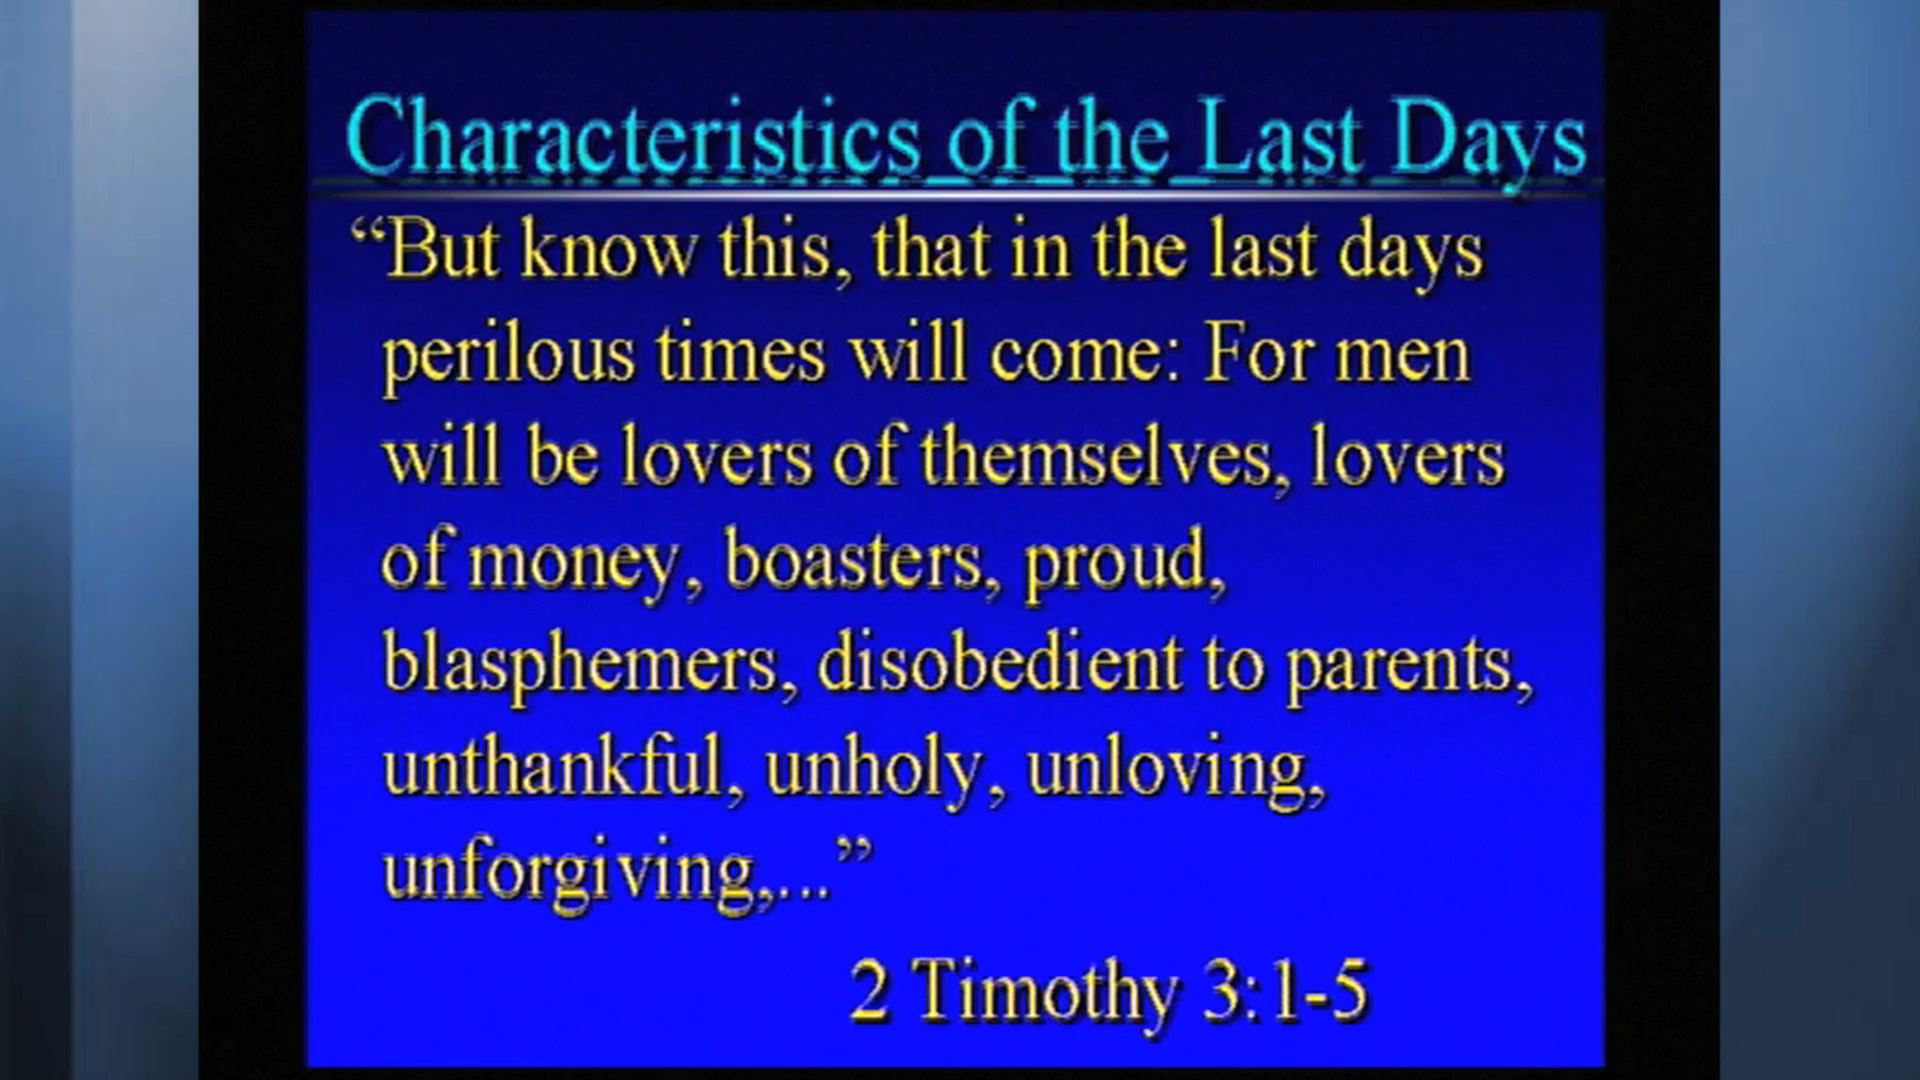 Characteristics of the Last Days
“But know this, that in the last days
perilous times will come: For men
will be lovers of themselves, lovers
of money, boasters, proud,
blasphemers, disobedient to parents,
unthankful, unholy, unloving,
unforgiving,...”
2 Timothy 3:1-5